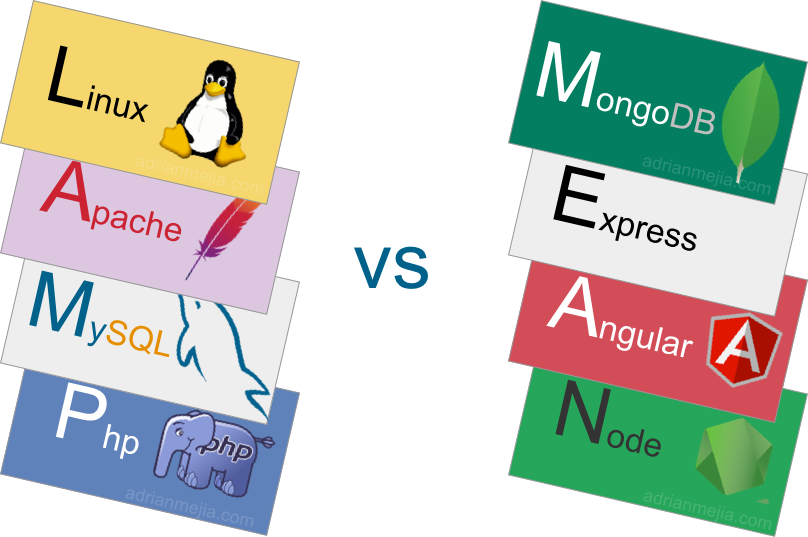 Linux
adrianmejia.com
Apache
MySQL
Php
php
adrianmejia.com
vs
MongoDB
adrianmejia.com
Express
Angular
A
Node
adrianmejia.com